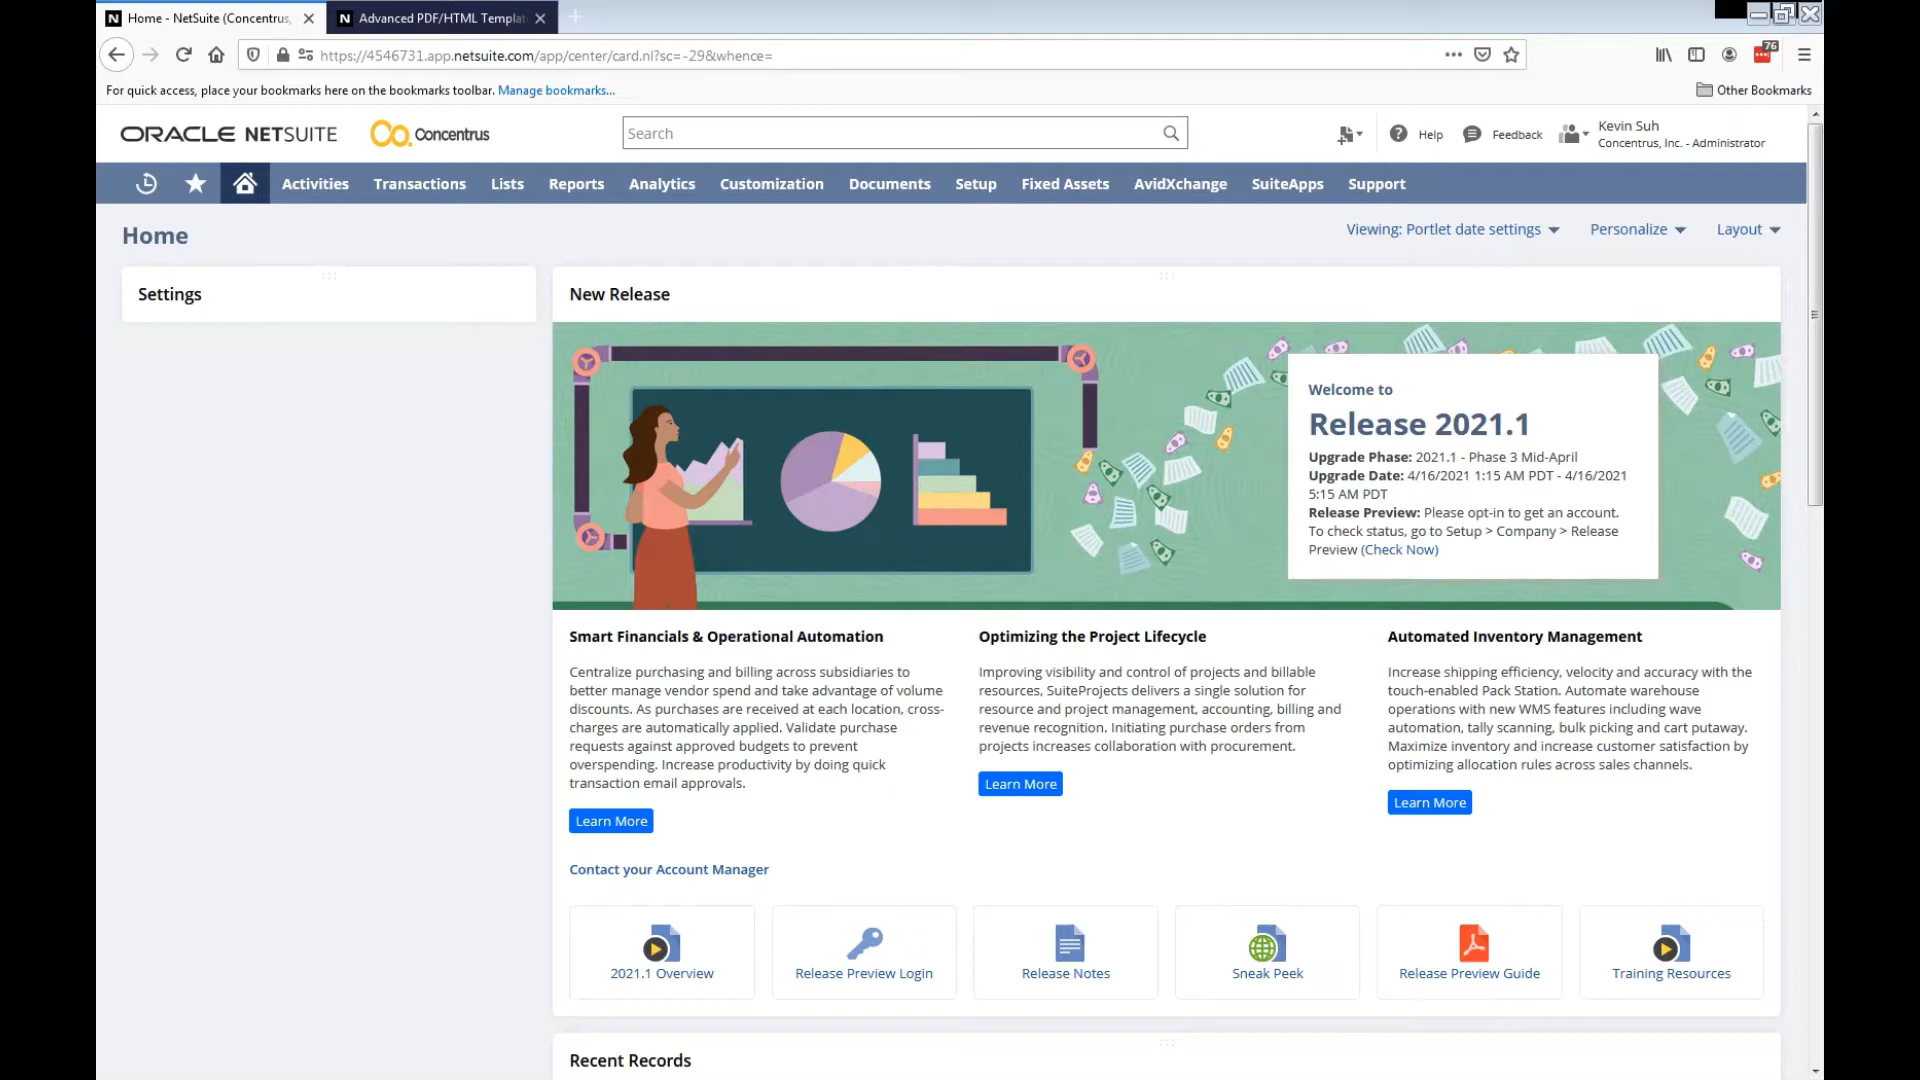 Home - NetSuite (Concentrus,
Advanced PDF/HTML Templat
https://4546731.app.netsuite.com/app/center/card.nl?sc=-29&whence=
76
For quick access, place your bookmarks here on the bookmarks toolbar. Manage bookmarks...
Other Bookmarks
ORACLE NETSUITE
Concentrus
Search
Help
Feedback
Kevin Suh
Concentrus, Inc. - Administrator
Activities
Transactions
Lists
Reports
Analytics
Customization
Documents
Setup
Fixed Assets
AvidXchange
SuiteApps
Support
Home
Viewing: Portlet date settings
Personalize
Layout
Settings
New Release
Welcome to
Release 2021.1
Upgrade Phase: 2021.1 - Phase 3 Mid-April
Upgrade Date: 4/16/2021 1:15 AM PDT - 4/16/2021
5:15 AM PDT
Release Preview: Please opt-in to get an account.
To check status, go to Setup > Company > Release
Preview (Check Now)
Smart Financials & Operational Automation
Centralize purchasing and billing across subsidiaries to
better manage vendor spend and take advantage of volume
discounts. As purchases are received at each location, cross-
charges are automatically applied. Validate purchase
requests against approved budgets to prevent
overspending. Increase productivity by doing quick
transaction email approvals.
Learn More
Optimizing the Project Lifecycle
Improving visibility and control of projects and billable
resources, SuiteProjects delivers a single solution for
resource and project management, accounting, billing and
revenue recognition. Initiating purchase orders from
projects increases collaboration with procurement.
Learn More
Automated Inventory Management
Increase shipping efficiency, velocity and accuracy with the
touch-enabled Pack Station. Automate warehouse
operations with new WMS features including wave
automation, tally scanning, bulk picking and cart putaway.
Maximize inventory and increase customer satisfaction by
optimizing allocation rules across sales channels.
Learn More
Contact your Account Manager
2021.1 Overview
Release Preview Login
Release Notes
Sneak Peek
Release Preview Guide
Training Resources
Recent Records